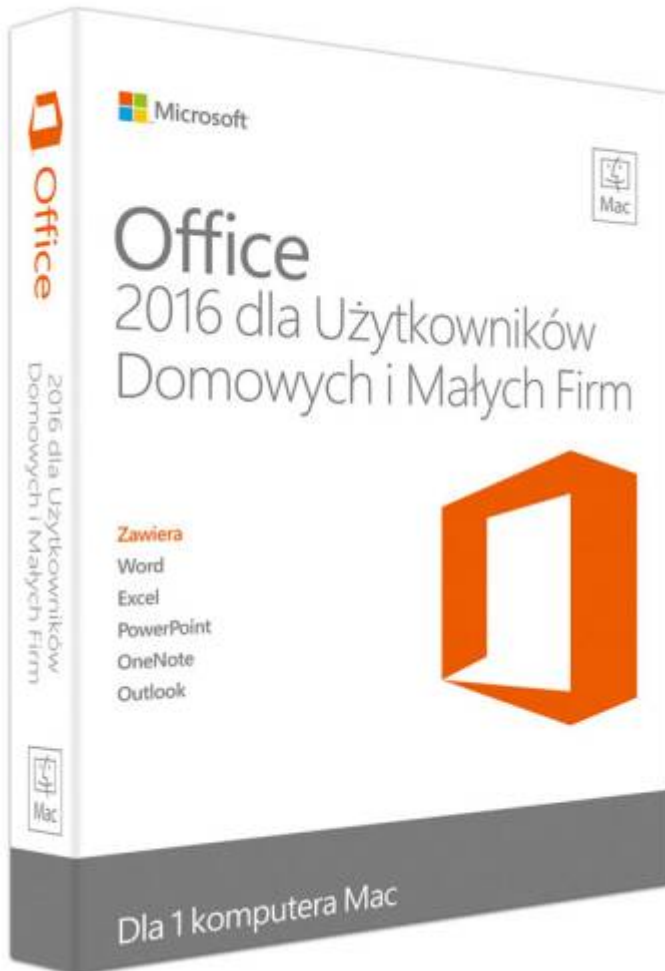 Microsoft
Mac
Office
2016 dla Użytkowników
Domowych i Małych Firm
Zawiera
Word
Excel
PowerPoint
OneNote
Outlook
Dla 1 komputera Mac
Office
2016 dla Użytkowników
Domowych i Małych Firm
Mac